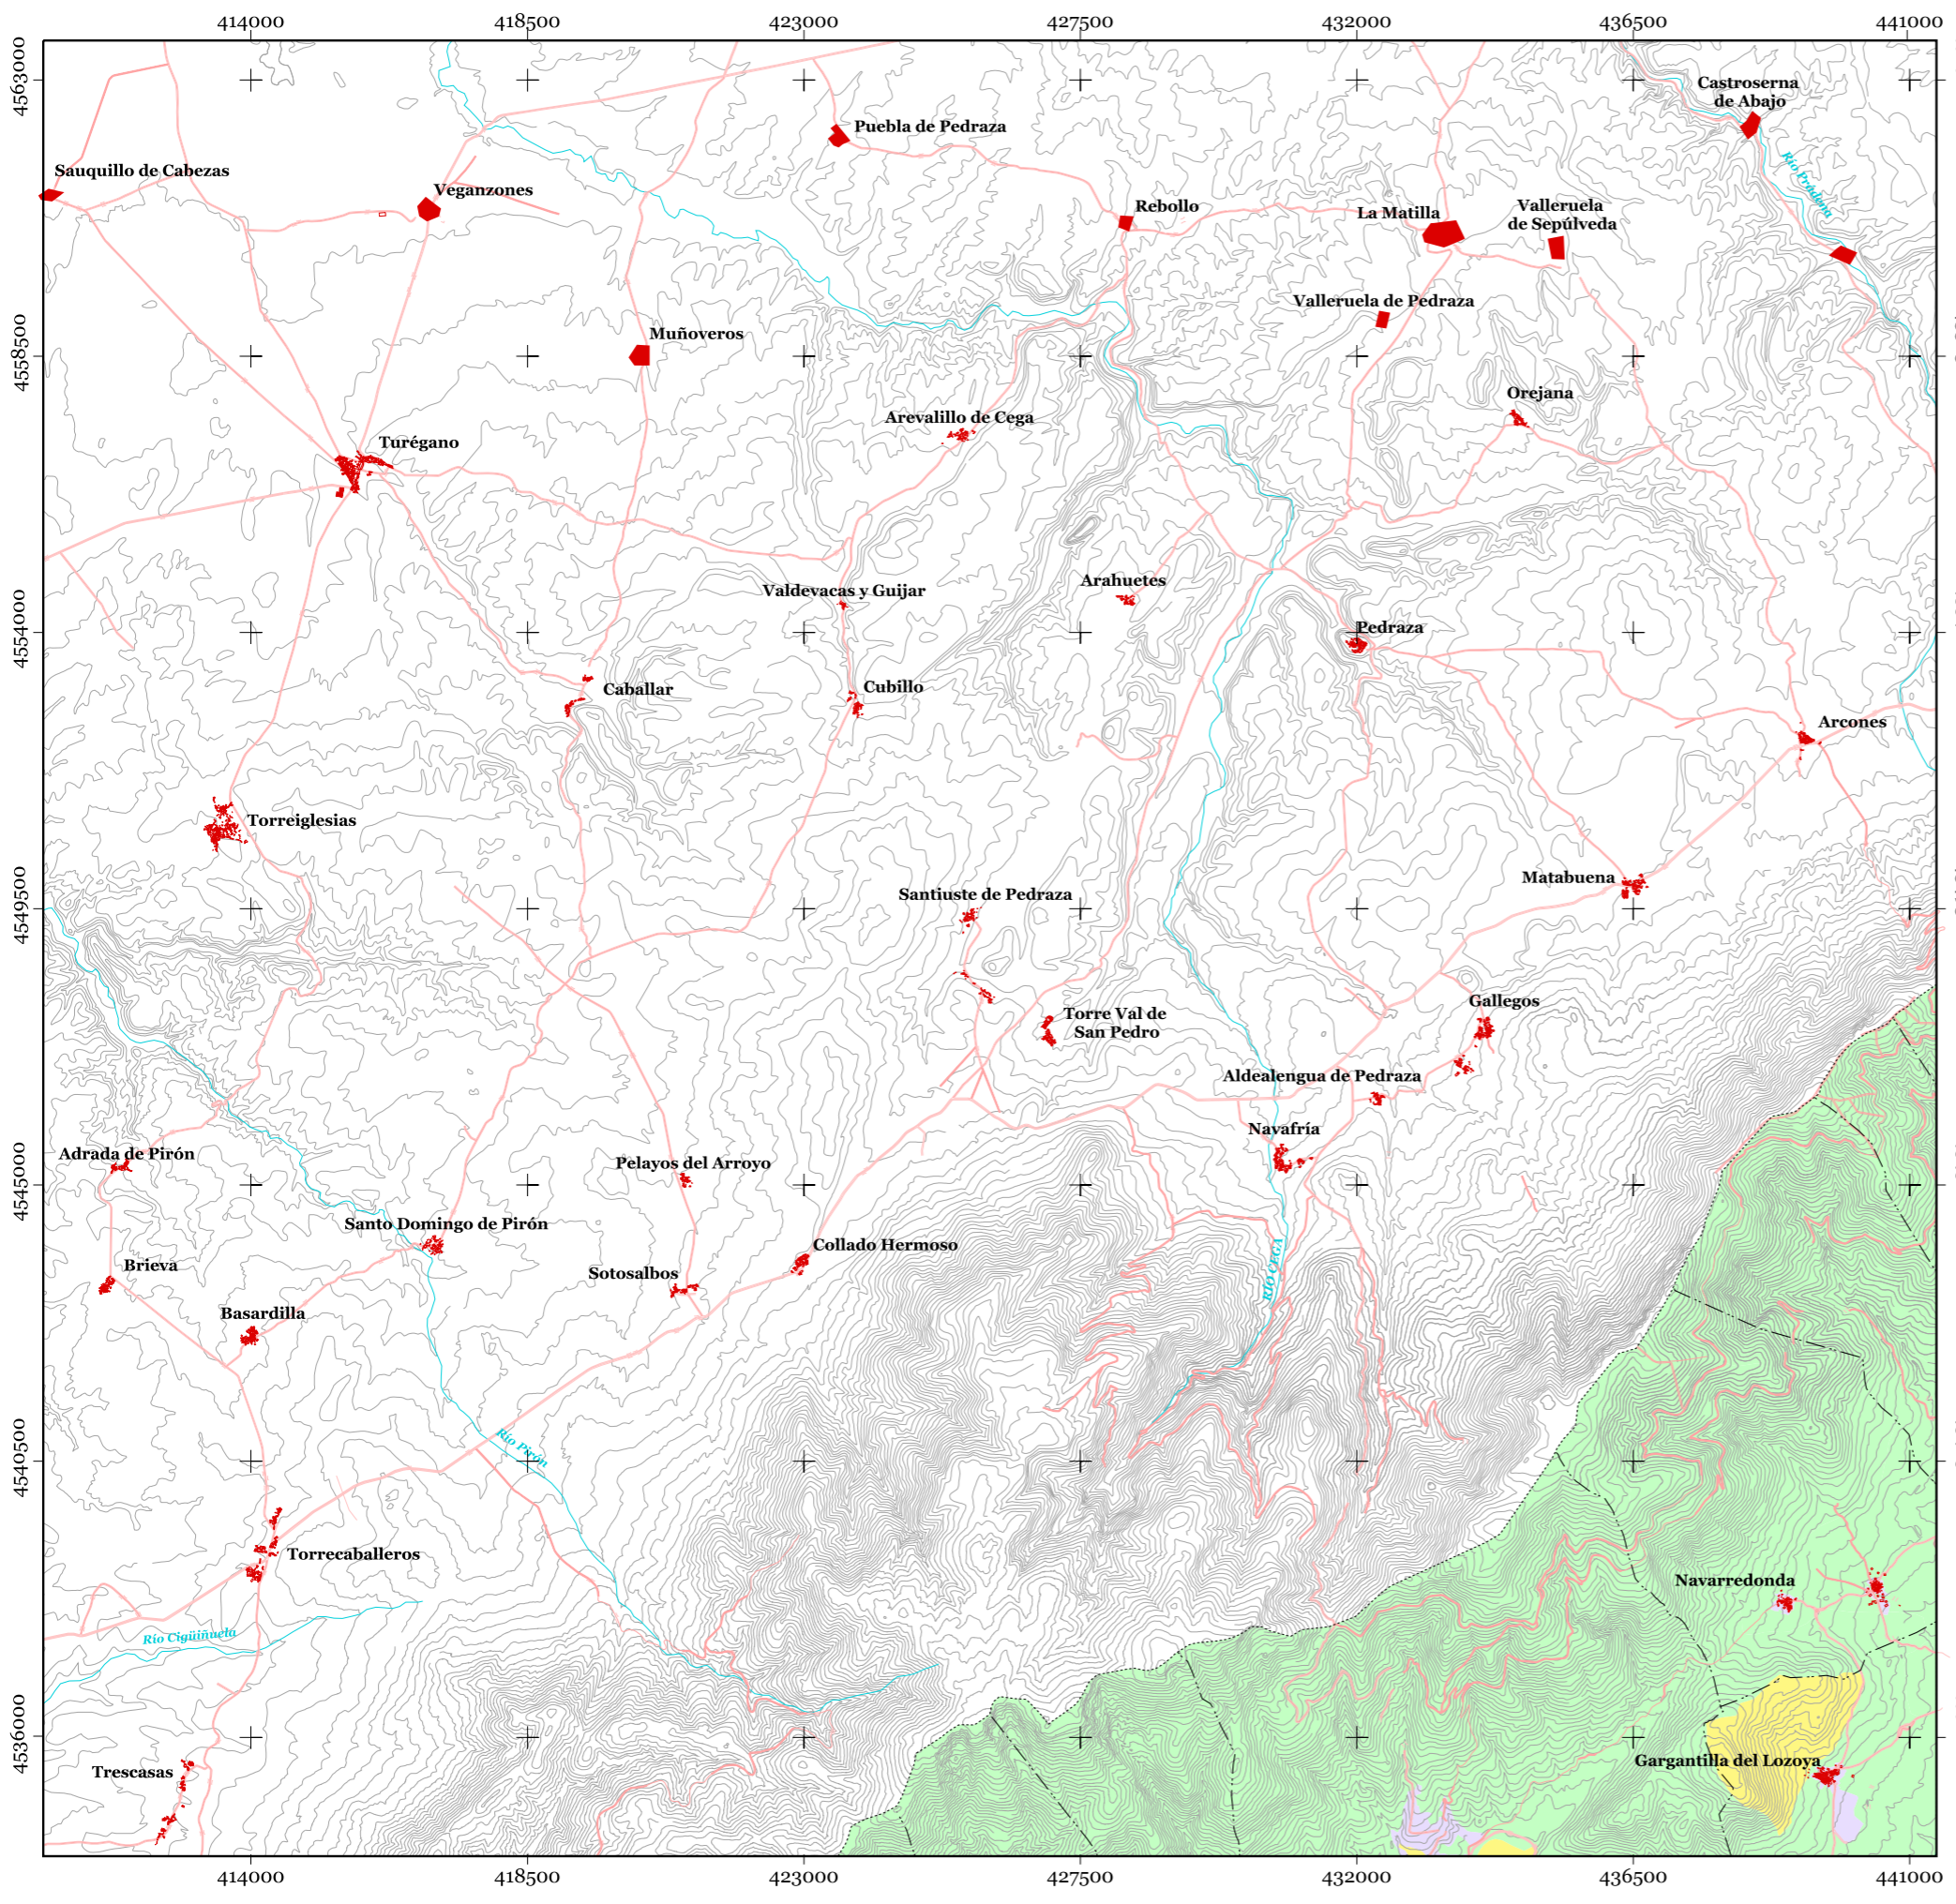 414000 418500 423000 427500 432000 436500 441000
4563000
Castroserna
de Abajo
Puebla de Pedraza
Río Prádena
Sauquillo de Cabezas
Veganzones
Rebollo
La Matilla
Valleruela
de Sepúlveda
Valleruela de Pedraza
4558500
Muñoveros
Orejana
Arevalillo de Cega
Turégano
Arahuetes
Valdevacas y Guijar
4554000
Pedraza
Caballar
Cubillo
Arcones
Torreiglesias
Matabuena
Santiuste de Pedraza
4549500
Gallegos
Torre Val de
San Pedro
Aldealengua de Pedraza
Navafría
Adrada de Pirón
Pelayos del Arroyo
4545000
Santo Domingo de Pirón
Collado Hermoso
Brieva
Sotosalbos
RIO CEGA
Basardilla
Río Pirón
4540500
Torrecaballeros
Navarredonda
Río Cigüiñuela
4536000
Gargantilla del Lozoya
Trescasas
414000 418500 423000 427500 432000 436500 441000